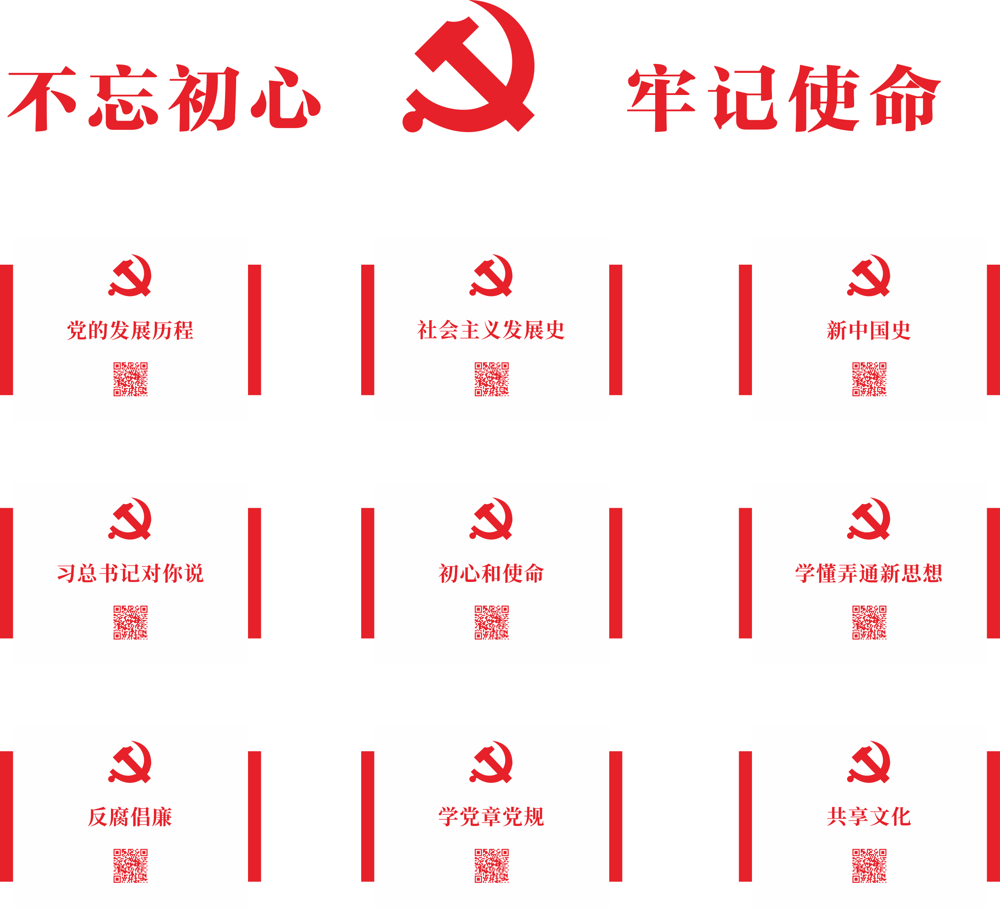 不忘初心 牢记使命
党的发展历程
社会主义发展史
新中国史
习总书记对余说
初心和使命
学懂弄通新思想
反腐倡廉
学党章党规
共享文化